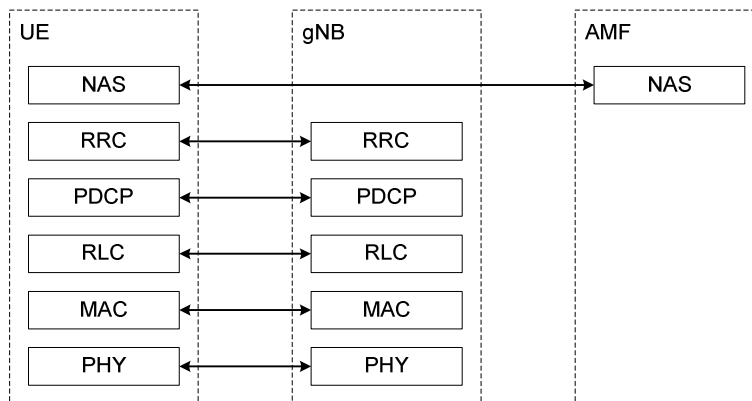 UE gNB AMF
NAS NAS
RRC RRC
PDCP PDCP
RLC RLC
MAC MAC
PHY PHY